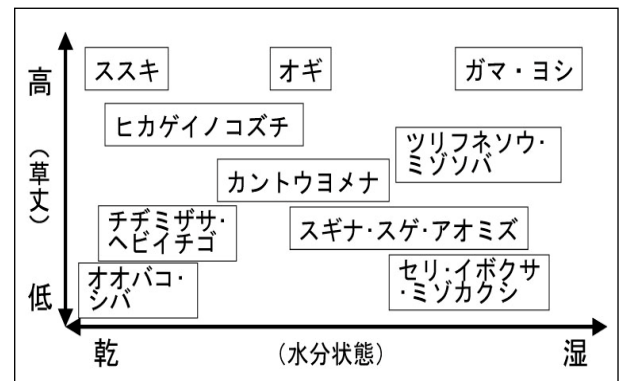 高
ススキ
オギ
ガマ・ヨシ
ヒカゲイノコズチ
ツリフネソウ・
ミゾソバ
(草丈)
カントウヨメナ
チヂミザサ・
ヘビイチゴ
スギナ・スゲ・アオミズ
低
オオバコ・
シバ
セリ・イボクサ
・ミゾカクシ
乾
(水分状態)
湿